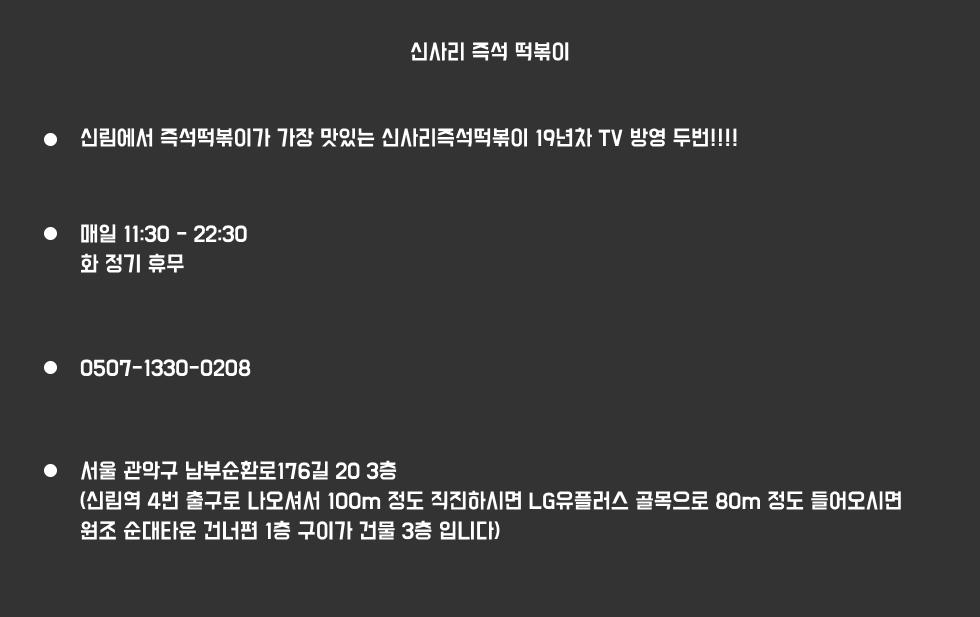 신사리 즉석 떡볶이
신림에서 즉석떡볶이가 가장 맛있는 신사리즉석떡볶이 19년차 TV 방영 두번!!!!
매일 11:30 - 22:30
화 정기 휴무
0507-1330-0208
서울 관악구 남부순환로176길 20 3층
(신림역 4번 출구로 나오셔서 100m 정도 직진하시면 LG유플러스 골목으로 80m 정도 들어오시면
원조 순대타운 건너편 1층 구이가 건물 3층 입니다)